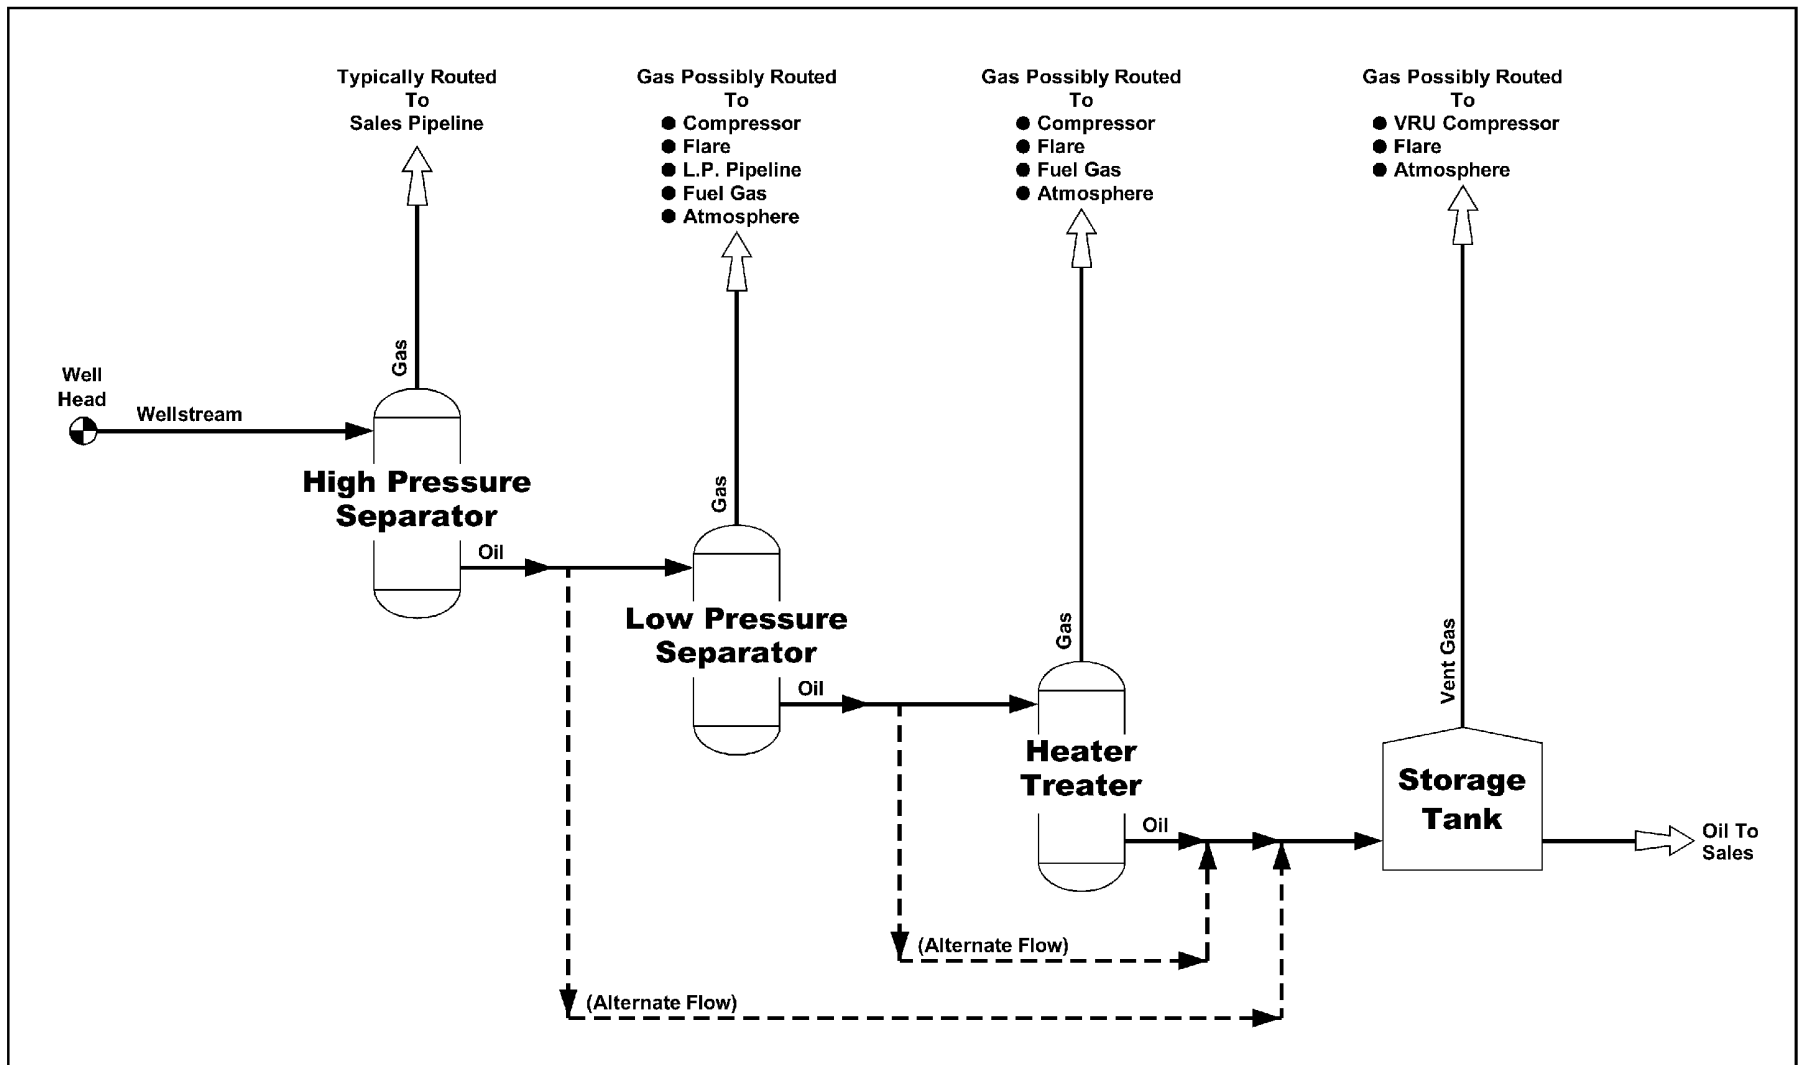 Typically Routed
To
Sales Pipeline
Gas Possibly Routed
To
● Compressor
● Flare
● L.P. Pipeline
● Fuel Gas
● Atmosphere
Gas Possibly Routed
To
● Compressor
● Flare
● Fuel Gas
● Atmosphere
Gas Possibly Routed
To
● VRU Compressor
● Flare
● Atmosphere
Well
Head
Wellstream
Gas
High Pressure
Separator
Oil
Gas
Low Pressure
Separator
Oil
Gas
Heater
Treater
Oil
Vent Gas
Storage
Tank
Oil To
Sales
(Alternate Flow)
(Alternate Flow)